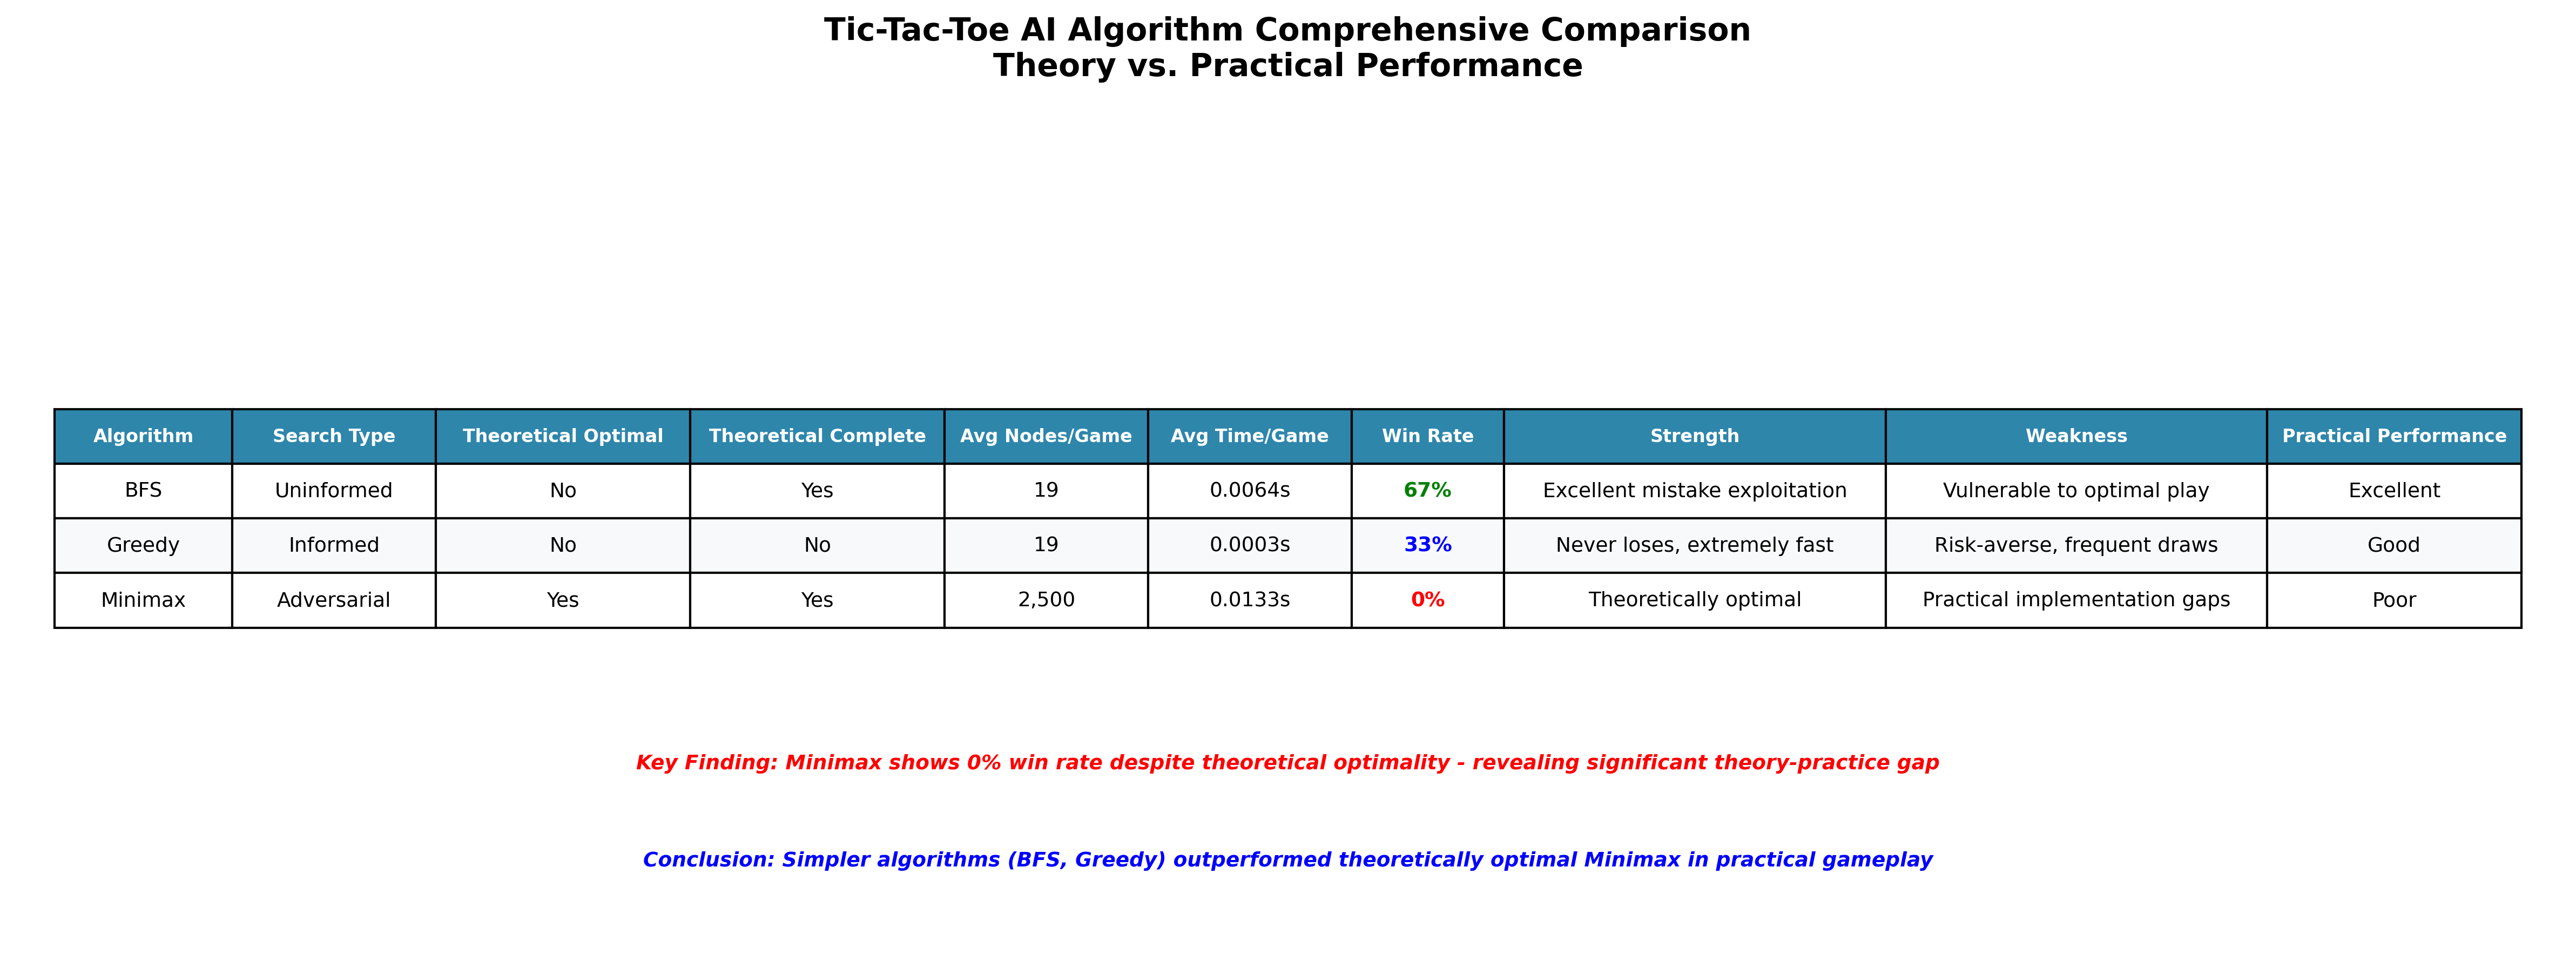 Tic-Tac-Toe AI Algorithm Comprehensive Comparison
Theory vs. Practical Performance
Algorithm Search Type Theoretical Optimal Theoretical Complete Avg Nodes/Game Avg Time/Game Win Rate Strength Weakness Practical Performance
BFS Uninformed No Yes 19 0.0064s 67% Excellent mistake exploitation Vulnerable to optimal play Excellent
Greedy Informed No No 19 0.0003s 33% Never loses, extremely fast Risk-averse, frequent draws Good
Minimax Adversarial Yes Yes 2,500 0.0133s 0% Theoretically optimal Practical implementation gaps Poor
Key Finding: Minimax shows 0% win rate despite theoretical optimality - revealing significant theory-practice gap
Conclusion: Simpler algorithms (BFS, Greedy) outperformed theoretically optimal Minimax in practical gameplay